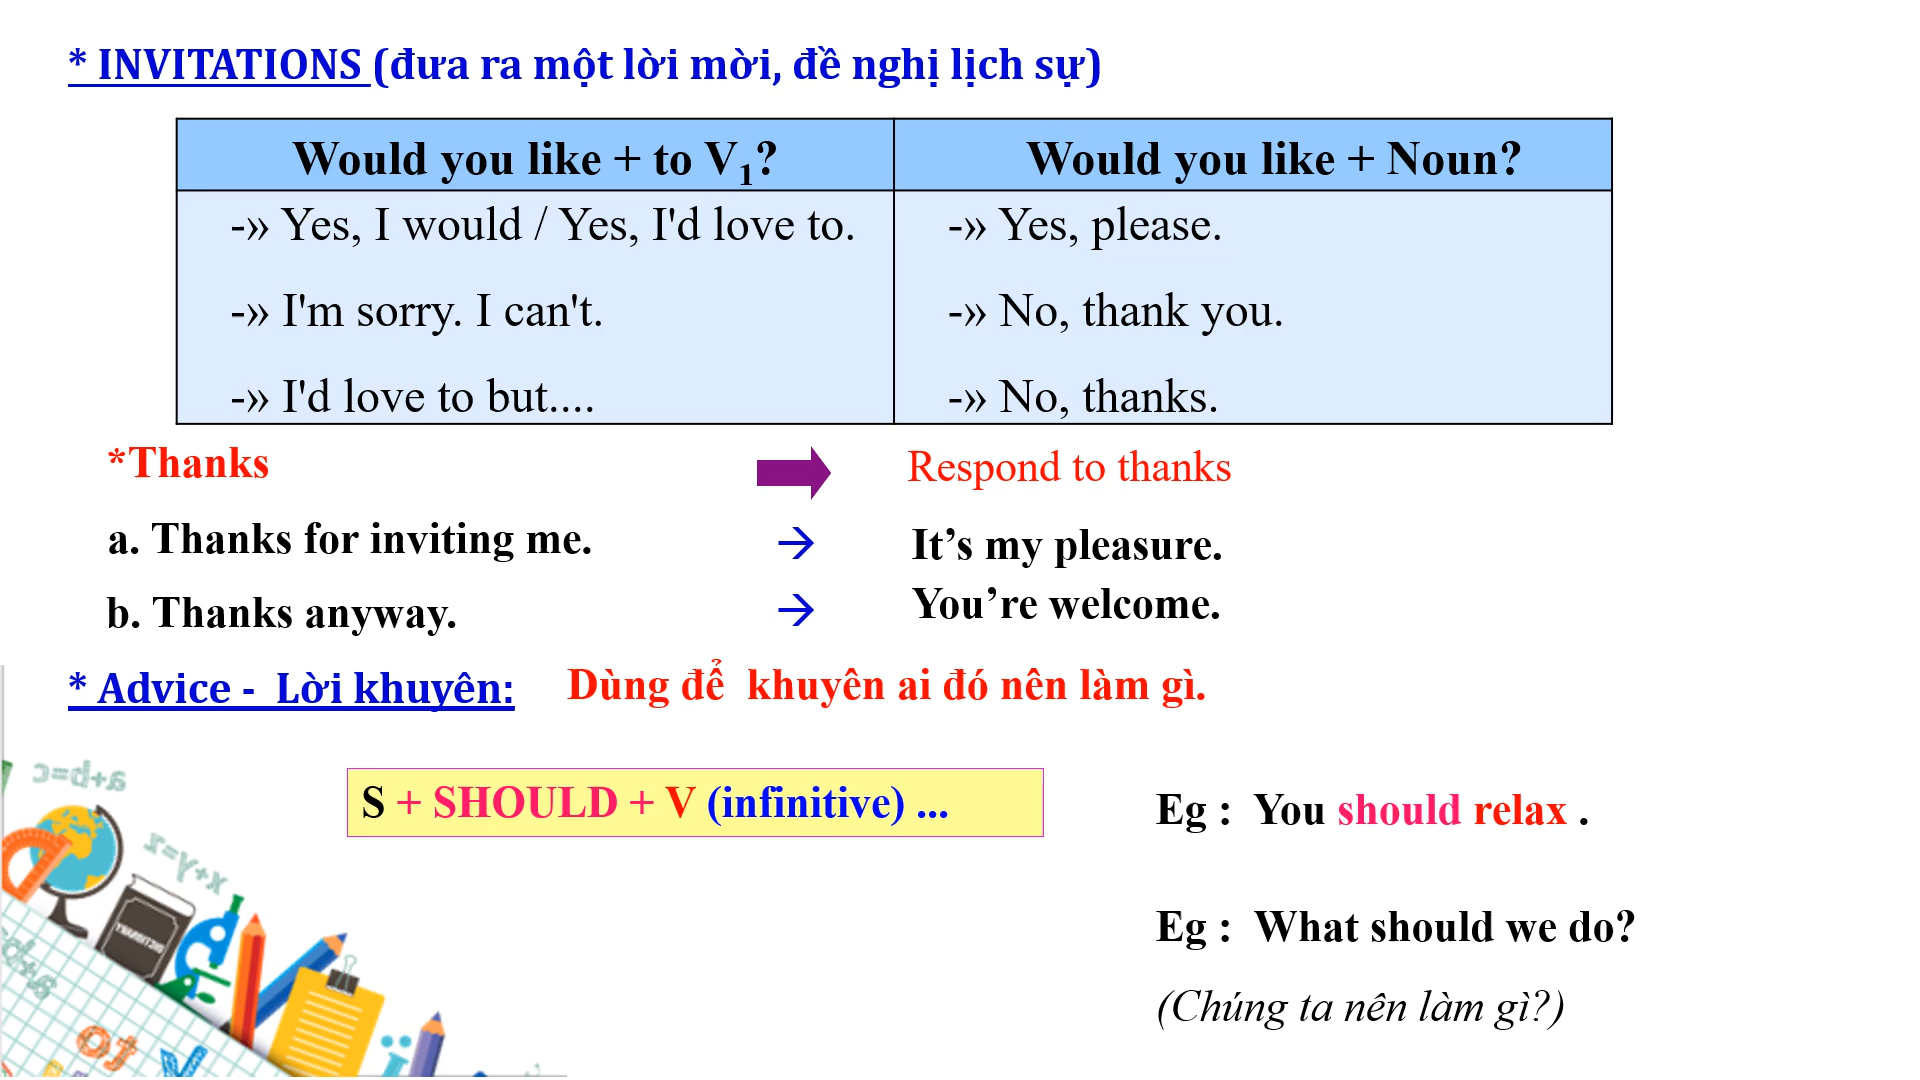 * INVITATIONS (đưa ra một lời mời, đề nghị lịch sự)
Would you like + to V1?
Would you like + Noun?
-» Yes, I would / Yes, I'd love to.
-» Yes, please.
-» I'm sorry. I can't.
-» No, thank you.
-» I'd love to but....
-» No, thanks.
*Thanks
Respond to thanks
a. Thanks for inviting me.
→
It’s my pleasure.
b. Thanks anyway.
→
You’re welcome.
* Advice - Lời khuyên:
Dùng để khuyên ai đó nên làm gì.
S + SHOULD + V (infinitive) ...
Eg : You should relax .
Eg : What should we do?
(Chúng ta nên làm gì?)